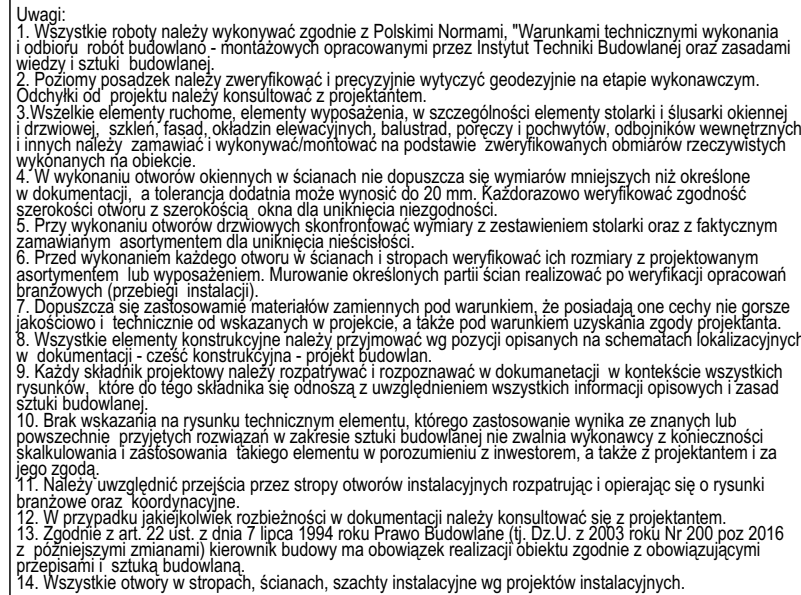 Uwagi:
1. Wszystkie roboty należy wykonywać zgodnie z Polskimi Normami, "Warunkami technicznymi wykonania
i odbioru robót budowlano - montażowych opracowanymi przez Instytut Techniki Budowlanej oraz zasadami
wiedzy i sztuki budowlanej.
2. Poziomy posadzek należy zweryfikować i precyzyjnie wytyczyć geodezyjnie na etapie wykonawczym.
Odchyłki od projektu należy konsultować z projektantem.
3.Wszelkie elementy ruchome, elementy wyposażenia, w szczególności elementy stolarki i ślusarki okiennej
i drzwiowej, szkleń, fasad, okładzin elewacyjnych, balustrad, poręczy i pochwytów, odbojników wewnętrznych
i innych należy zamawiać i wykonywać/montować na podstawie zweryfikowanych obmiarów rzeczywistych
wykonanych na obiekcie.
4. W wykonaniu otworów okiennych w ścianach nie dopuszcza się wymiarów mniejszych niż określone
w dokumentacji, a tolerancja dodatnia może wynosić do 20 mm. Każdorazowo weryfikować zgodność
szerokości otworu z szerokością okna dla uniknięcia niezgodności.
5. Przy wykonaniu otworów drzwiowych skonfrontować wymiary z zestawieniem stolarki oraz z faktycznym
zamawianym asortymentem dla uniknięcia nieścisłości.
6. Przed wykonaniem każdego otworu w ścianach i stropach weryfikować ich rozmiary z projektowanym
asortymentem lub wyposażeniem. Murowanie określonych partii ścian realizować po weryfikacji opracowań
branżowych (przebiegi instalacji).
7. Dopuszcza się zastosowanie materiałów zamiennych pod warunkiem, że posiadają one cechy nie gorsze
jakościowo i technicznie od wskazanych w projekcie, a także pod warunkiem uzyskania zgody projektanta.
8. Wszystkie elementy konstrukcyjne należy przyjmować wg pozycji opisanych na schematach lokalizacyjnych
w dokumentacji - cześć konstrukcyjna - projekt budowlan.
9. Każdy składnik projektowy należy rozpatrywać i rozpoznawać w dokumanetacji w kontekście wszystkich
rysunków, które do tego składnika się odnoszą z uwzględnieniem wszystkich informacji opisowych i zasad
sztuki budowlanej.
10. Brak wskazania na rysunku technicznym elementu, którego zastosowanie wynika ze znanych lub
powszechnie przyjętych rozwiązań w zakresie sztuki budowlanej nie zwalnia wykonawcy z konieczności
skalkulowania i zastosowania takiego elementu w porozumieniu z inwestorem, a także z projektantem i za
jego zgodą.
11. Należy uwzględnić przejścia przez stropy otworów instalacyjnych rozpatrując i opierając się o rysunki
branżowe oraz koordynacyjne.
12. W przypadku jakiejkolwiek rozbieżności w dokumentacji należy konsultować się z projektantem.
13. Zgodnie z art. 22 ust. z dnia 7 lipca 1994 roku Prawo Budowlane (tj. Dz.U. z 2003 roku Nr 200 poz 2016
z późniejszymi zmianami) kierownik budowy ma obowiązek realizacji obiektu zgodnie z obowiązującymi
przepisami i sztuką budowlaną.
14. Wszystkie otwory w stropach, ścianach, szachty instalacyjne wg projektów instalacyjnych.